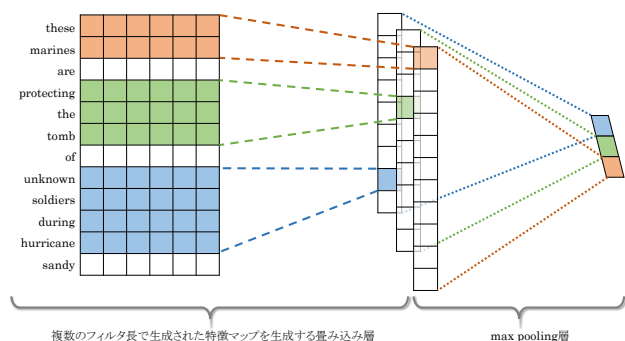 these
marines
are
protecting
the
tomb
of
unknown
soldiers
during
hurricane
sandy
複数のフィルタ長で生成された特徴マップを生成する畳み込み層
max pooling層